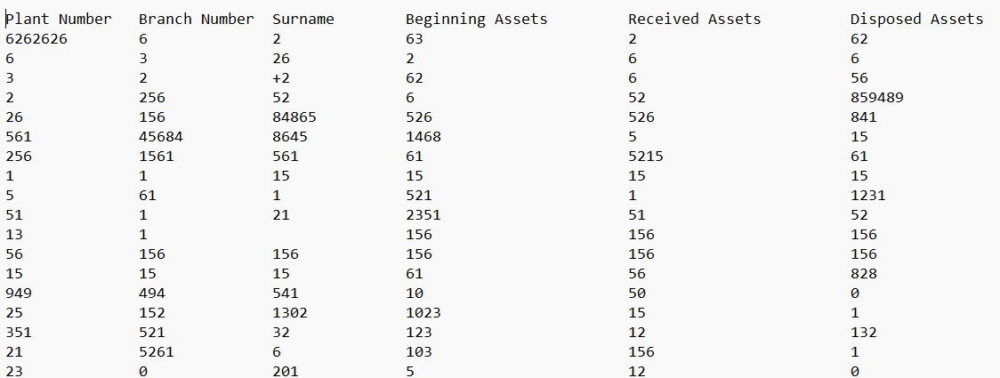 Plant Number   Branch Number  Surname        Beginning Assets         Received Assets          Disposed Assets
6262626        6              2              63                       2                        62
6              3              26             2                        6                        6
3              2              +2             62                       6                        56
2              256            52             6                        52                       859489
26             156            84865          526                      526                      841
561            45684          8645           1468                     5                        15
256            1561           561            61                       5215                     61
1              1              15             15                       15                       15
5              61             1              521                      1                        1231
51             1              21             2351                     51                       52
13             1                             156                      156                      156
56             156            156            156                      156                      156
15             15             15             61                       56                       828
949            494            541            10                       50                       0
25             152            1302           1023                     15                       1
351            521            32             123                      12                       132
21             5261           6              103                      156                      1
23             0              201            5                        12                       0